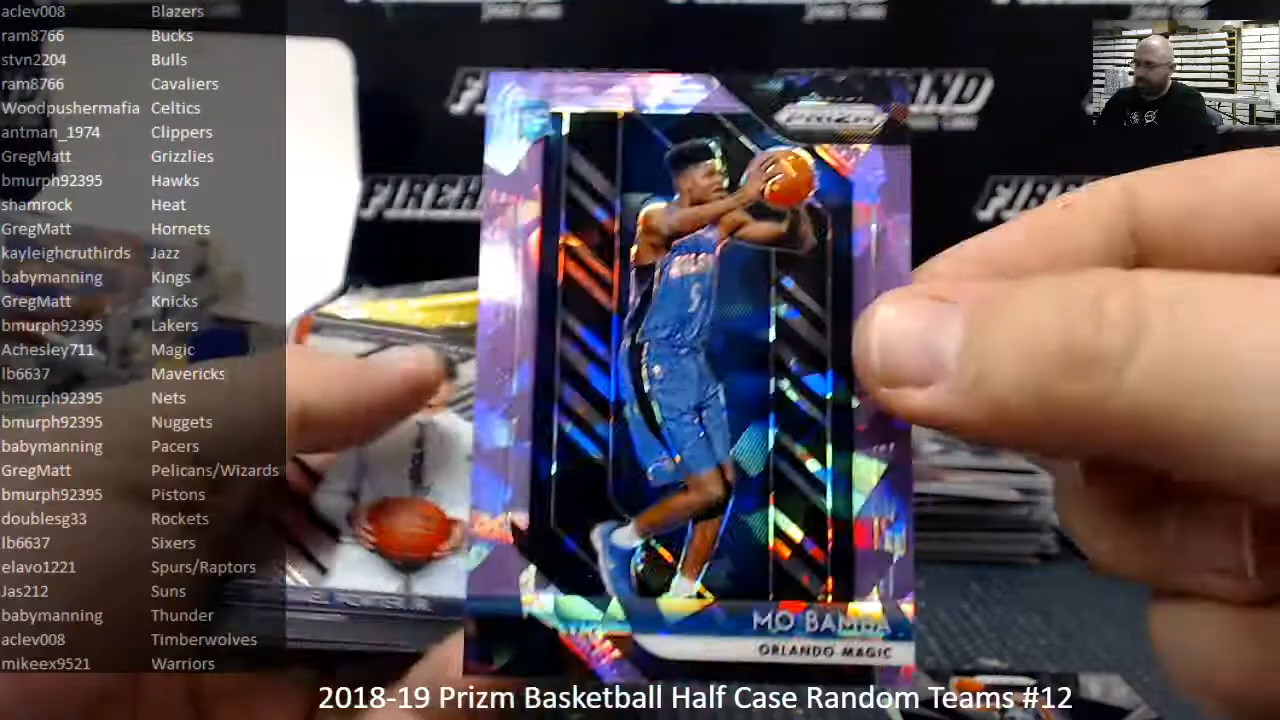 aclev008 Blazers
ram8766 Bucks
stvn2204 Bulls
ram8766 Cavaliers
Woodpushermafia Celtics
antman_1974 Clippers
GregMatt Grizzlies
bmurph92395 Hawks
shamrock Heat
GregMatt Hornets
kayleighcruthirds Jazz
babymanning Kings
GregMatt Knicks
bmurph92395 Lakers
Achesley711 Magic
lb6637 Mavericks
bmurph92395 Nets
bmurph92395 Nuggets
babymanning Pacers
GregMatt Pelicans/Wizards
bmurph92395 Pistons
doublesg33 Rockets
lb6637 Sixers
elavo1221 Spurs/Raptors
Jas212 Suns
babymanning Thunder
aclev008 Timberwolves
mikeex9521 Warriors
PRIZM
5
MO BAMBA
ORLANDO MAGIC
2018-19 Prizm Basketball Half Case Random Teams #12